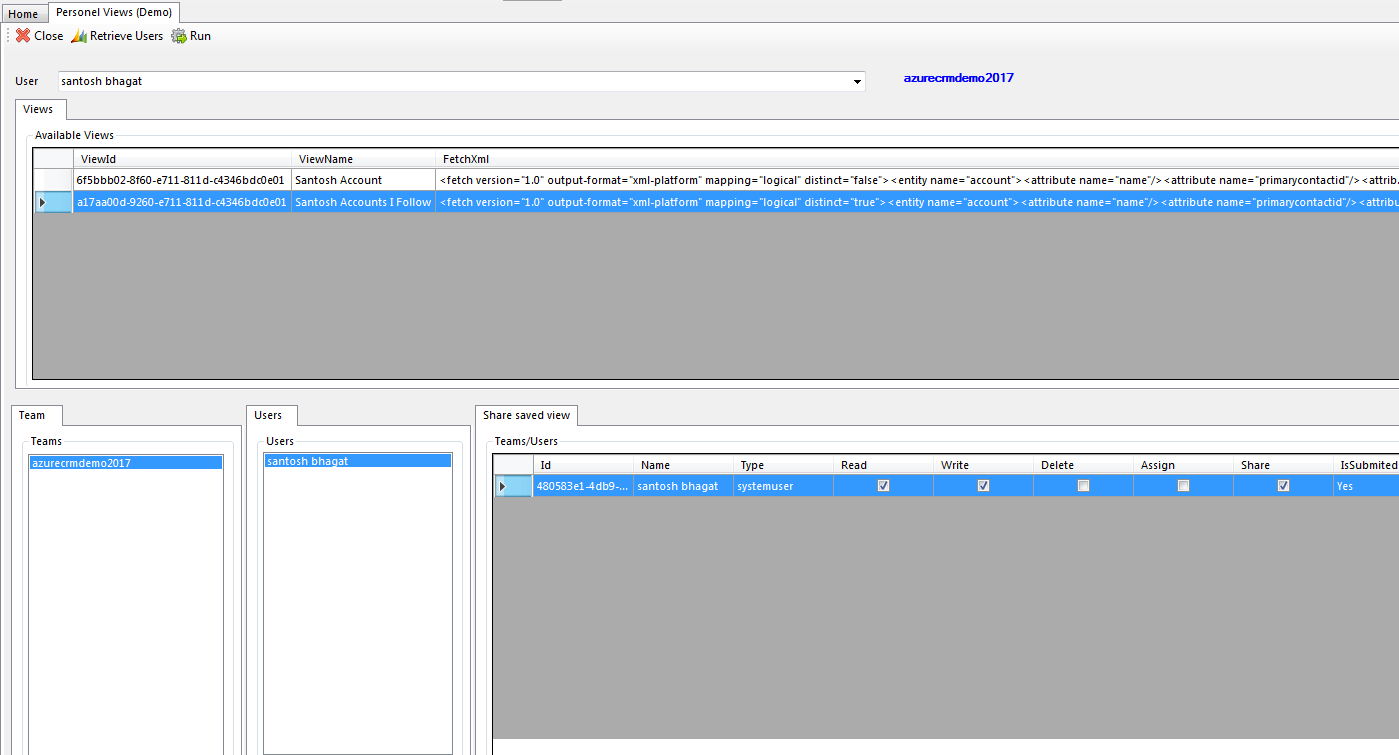 Home Personel Views (Demo)
Close Retrieve Users Run
User santosh bhagat azurecrmdemo2017
Views
Available Views
ViewId ViewName FetchXml
6f5bbb02-8f60-e711-811d-c4346bdc0e01 Santosh Account <fetch version="1.0" output-format="xml-platform" mapping="logical" distinct="false"><entity name="account"><attribute name="name"/><attribute name="primarycontactid"/><attra
a17aa00d-9260-e711-811d-c4346bdc0e01 Santosh Accounts I Follow <fetch version="1.0" output-format="xml-platform" mapping="logical" distinct="true"><entity name="account"><attribute name="name"/><attribute name="primarycontactid"/><attribu
Team Users Share saved view
Teams Users Teams/Users
azurecrmdemo2017 santosh bhagat
Id Name Type Read Write Delete Assign Share IsSubmited
480583e1-4db9-... santosh bhagat systemuser Yes